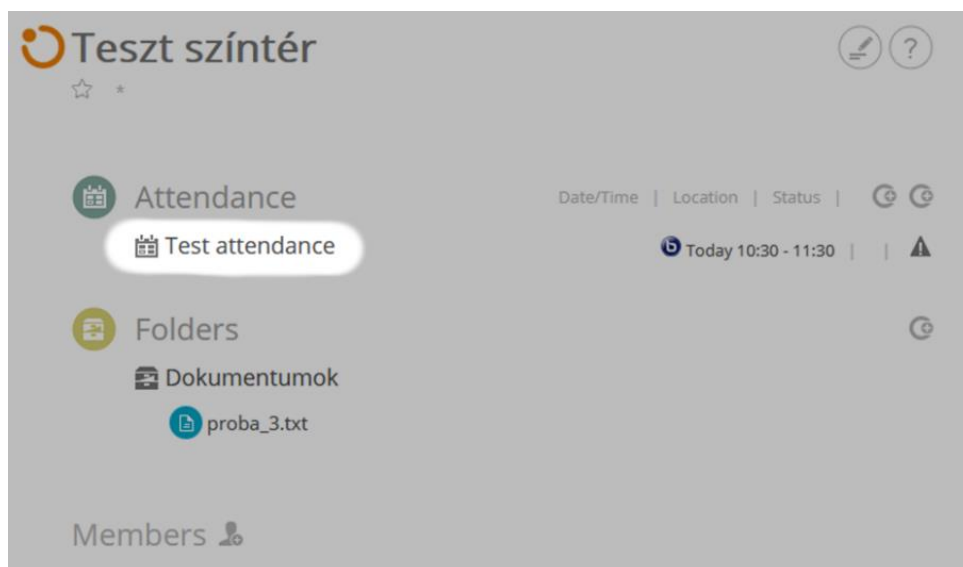 Teszt színtér
*
Attendance Date/Time | Location | Status |
Test attendance Today 10:30 - 11:30 | |
Folders
Dokumentumok
proba_3.txt
Members